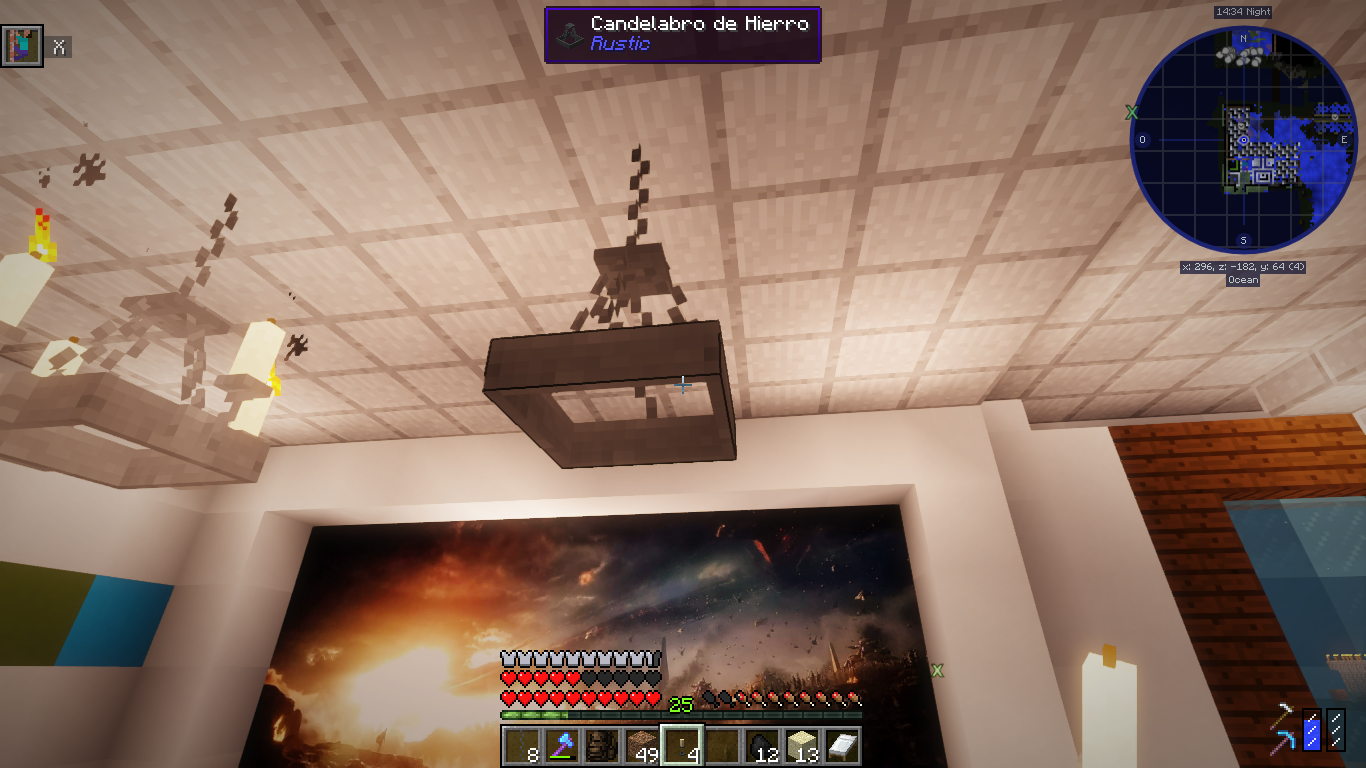 X
Candelabro de Hierro
Rustic
14:34 Night
N
X
O
E
S
x: 296, z: -182, y: 64 (4)
Ocean
X
25
8
49
4
12
13